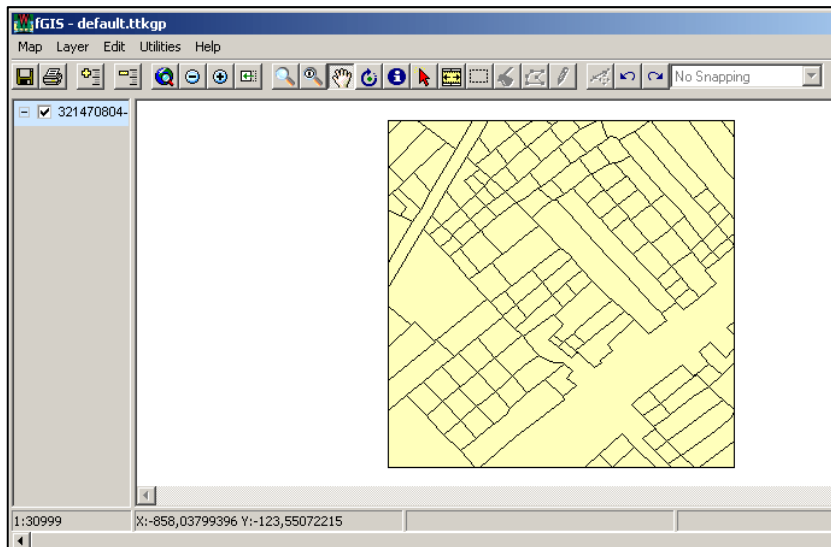 fGIS - default.ttkgp
Map Layer Edit Utilities Help
No Snapping
321470804-
1:30999 X:-858,03799396 Y:-123,55072215